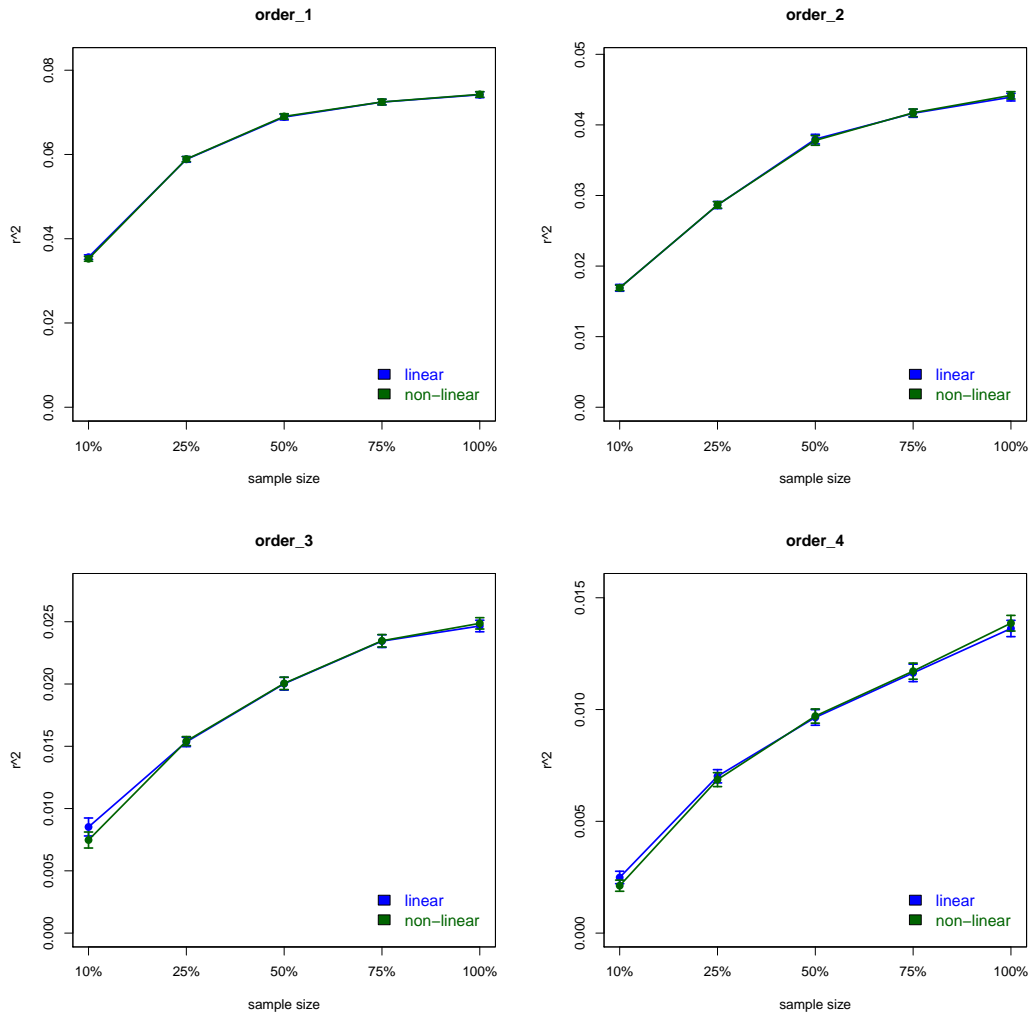 order_1
r^2
0.08
0.06
0.04
0.02
0.00
linear
non−linear
10% 25% 50% 75% 100%
sample size
order_2
r^2
0.05
0.04
0.03
0.02
0.01
0.00
linear
non−linear
10% 25% 50% 75% 100%
sample size
order_3
r^2
0.025
0.020
0.015
0.010
0.005
0.000
linear
non−linear
10% 25% 50% 75% 100%
sample size
order_4
r^2
0.015
0.010
0.005
0.000
linear
non−linear
10% 25% 50% 75% 100%
sample size